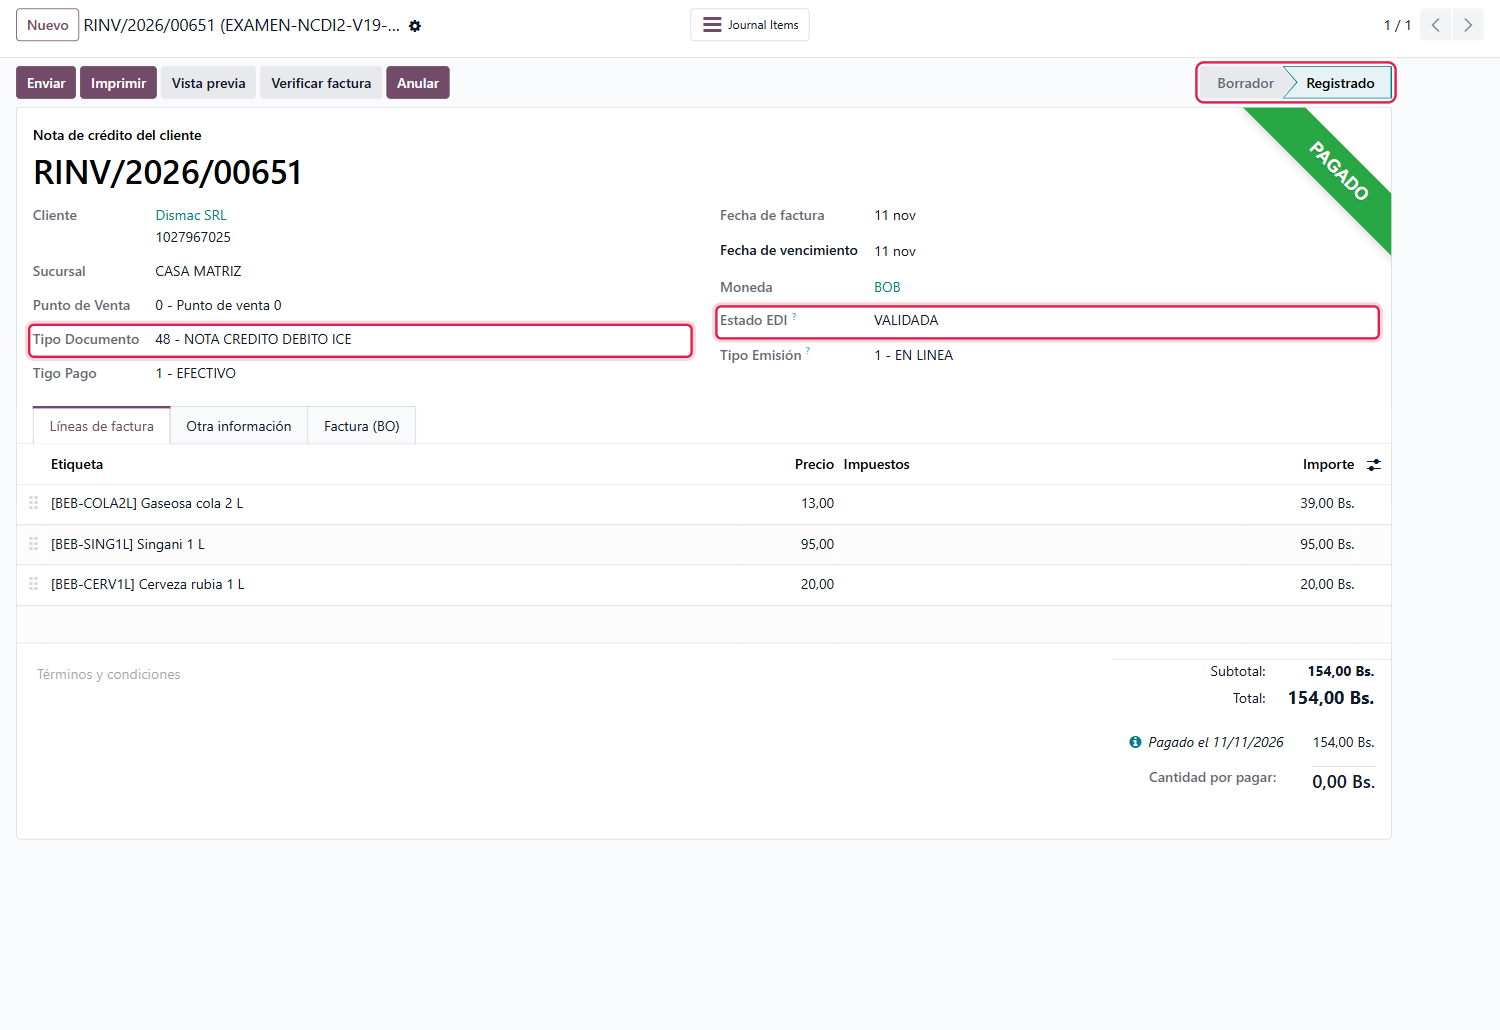 Nuevo RINV/2026/00651 (EXAMEN-NCDI2-V19-... Journal Items 1 / 1
Enviar Imprimir Vista previa Verificar factura Anular Borrador Registrado
PAGADO
Nota de crédito del cliente
RINV/2026/00651
Cliente Dismac SRL
1027967025
Sucursal CASA MATRIZ
Punto de Venta 0 - Punto de venta 0
Tipo Documento 48 - NOTA CREDITO DEBITO ICE
Tigo Pago 1 - EFECTIVO
Fecha de factura 11 nov
Fecha de vencimiento 11 nov
Moneda BOB
Estado EDI ? VALIDADA
Tipo Emisión ? 1 - EN LINEA
Líneas de factura Otra información Factura (BO)
Etiqueta Precio Impuestos Importe
[BEB-COLA2L] Gaseosa cola 2 L 13,00 39,00 Bs.
[BEB-SING1L] Singani 1 L 95,00 95,00 Bs.
[BEB-CERV1L] Cerveza rubia 1 L 20,00 20,00 Bs.
Términos y condiciones
Subtotal: 154,00 Bs.
Total: 154,00 Bs.
Pagado el 11/11/2026 154,00 Bs.
Cantidad por pagar: 0,00 Bs.